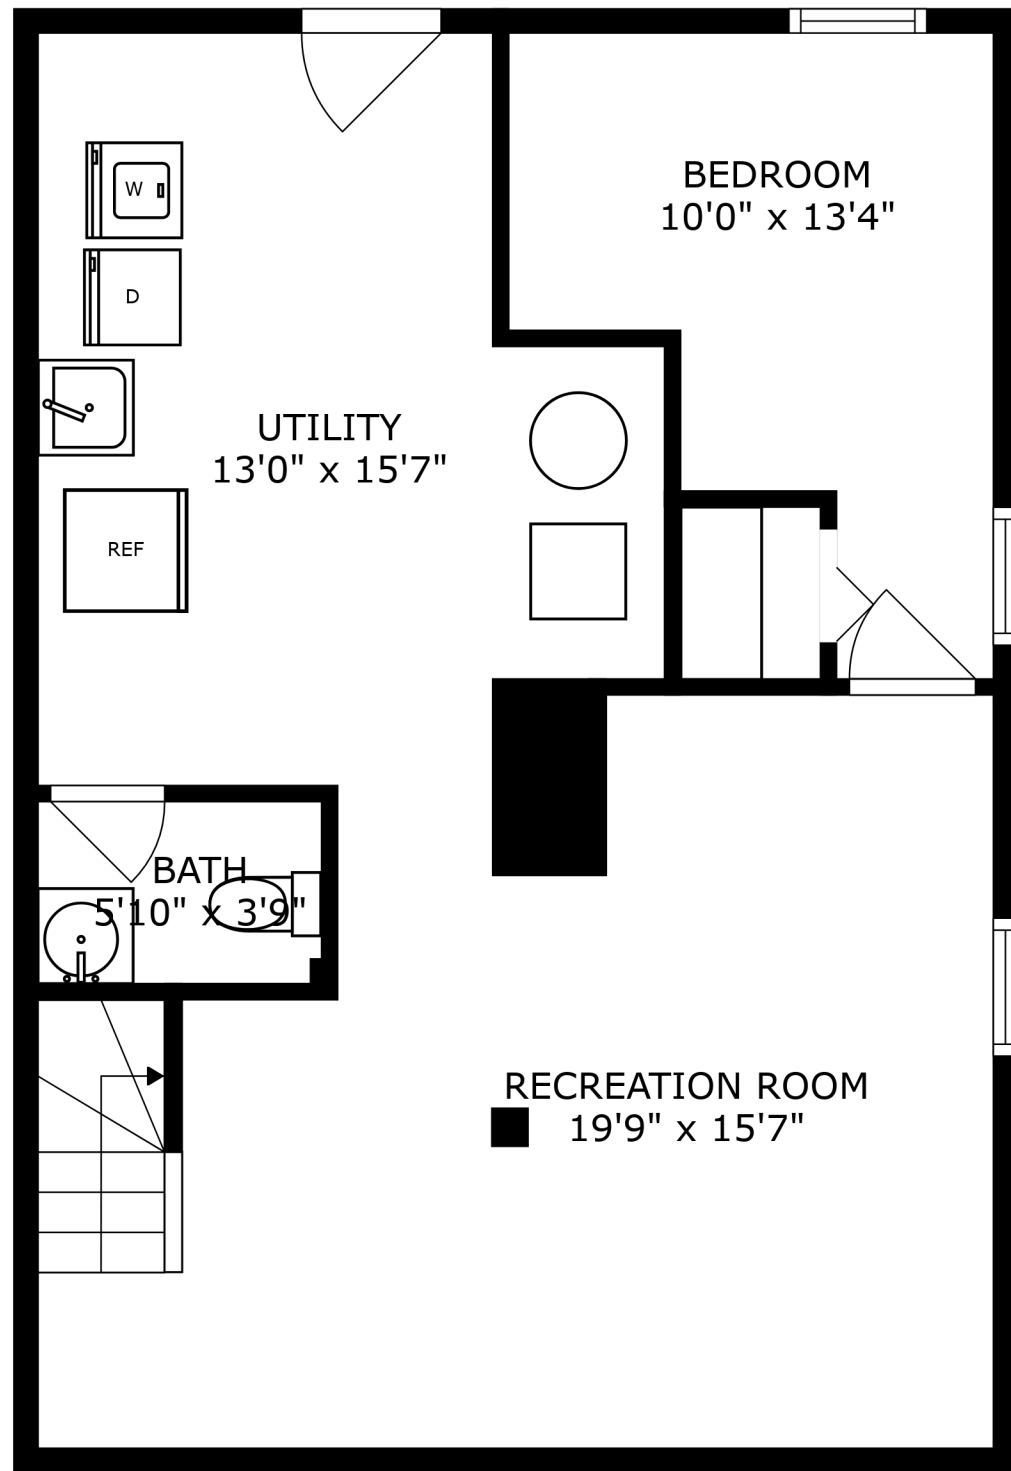 BEDROOM
10'0" x 13'4"
W
D
UTILITY
13'0" x 15'7"
REF
BATH
5'10" x 3'9"
RECREATION ROOM
19'9" x 15'7"